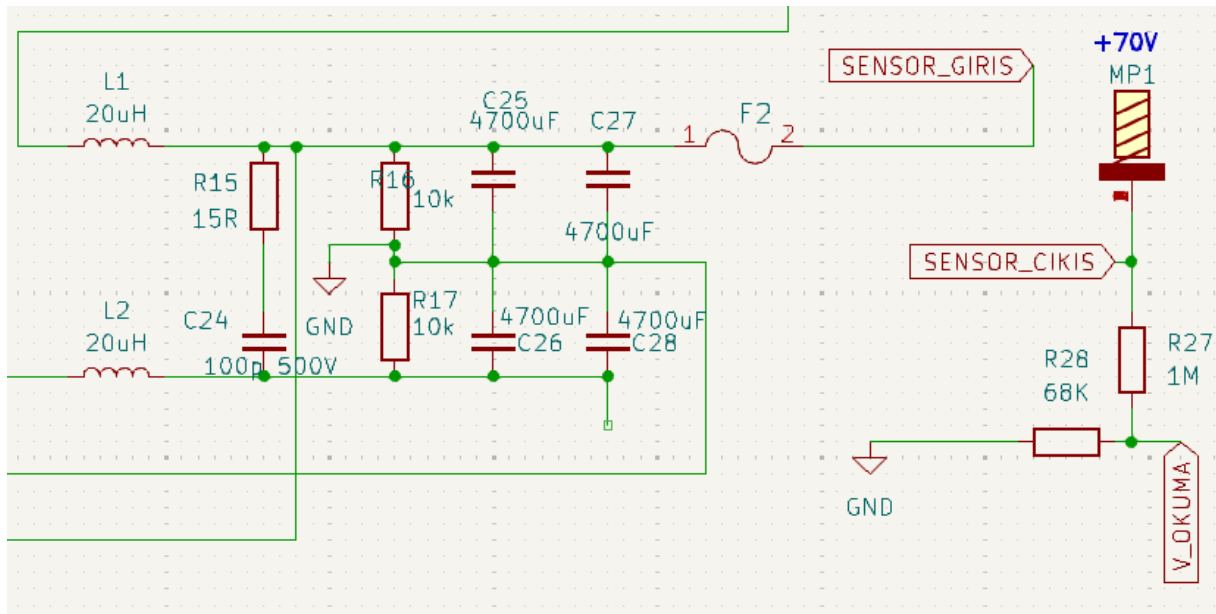 +70V
SENSOR_GIRIS
MP1
L1
20uH
C25
4700uF
C27
F2
1
2
R15
15R
R16
10k
4700uF
SENSOR_CIKIS
L2
20uH
C24
GND
R17
10k
4700uF
C26
4700uF
C28
100p 500V
R28
68K
R27
1M
GND
V_OKUMA